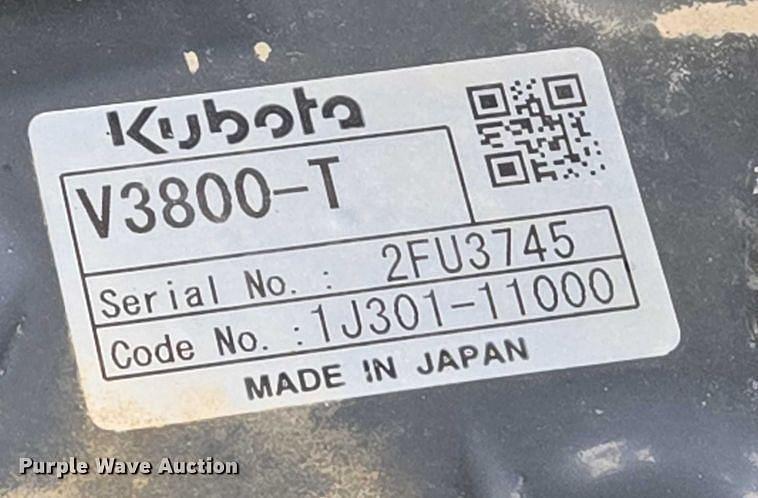 Kubota
V3800-T
Serial No. : 2FU3745
Code No. :1J301-11000
MADE IN JAPAN
Purple Wave Auction